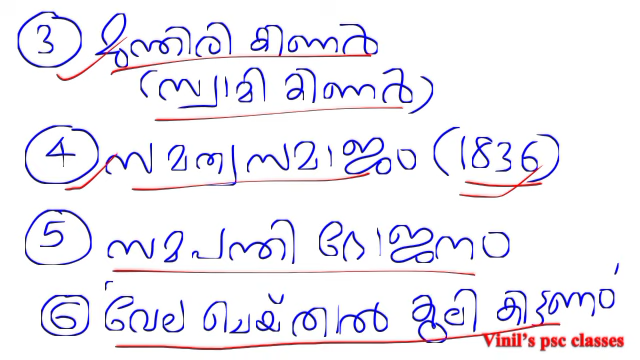 ③ മുന്തിരി കിണർ
(സ്വാമി കിണർ)
④ സമത്വസമാജം (1836)
⑤ സമപന്തി ഭോജനം
⑥ 'വേല ചെയ്താൽ കൂലി കിട്ടണം'
Vinil's psc classes